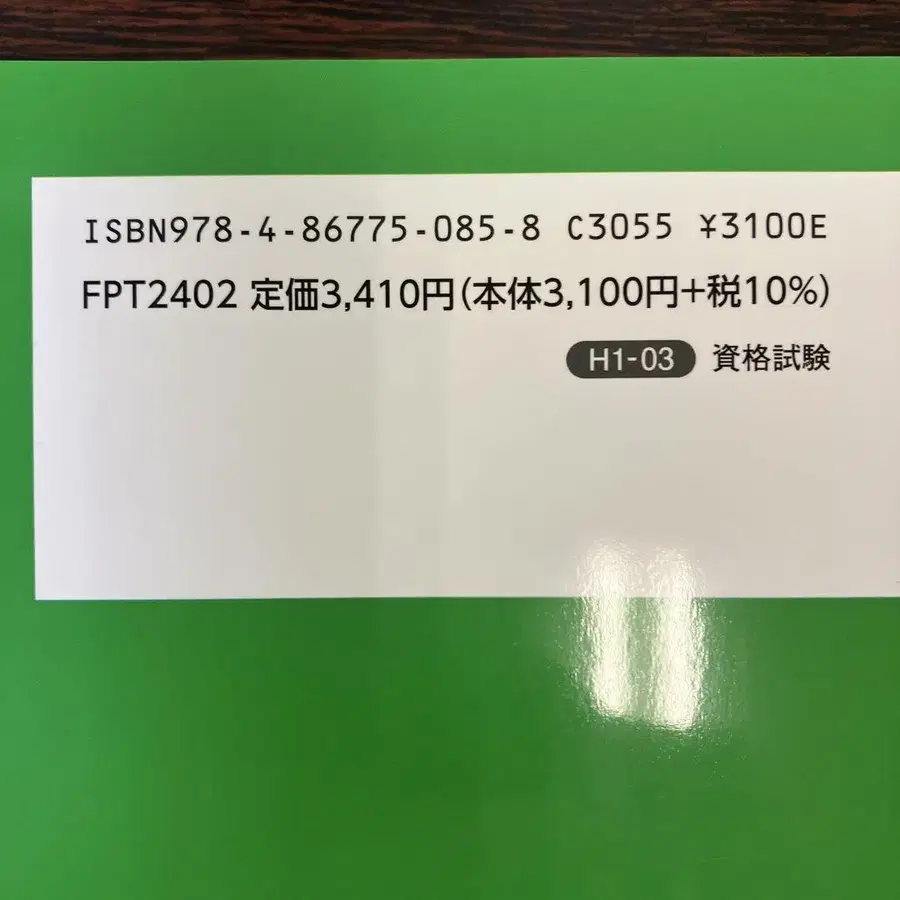 ISBN978-4-86775-085-8 C3055 ¥3100E
FPT2402 定価3,410円(本体3,100円+税10%)
H1-03 資格試験